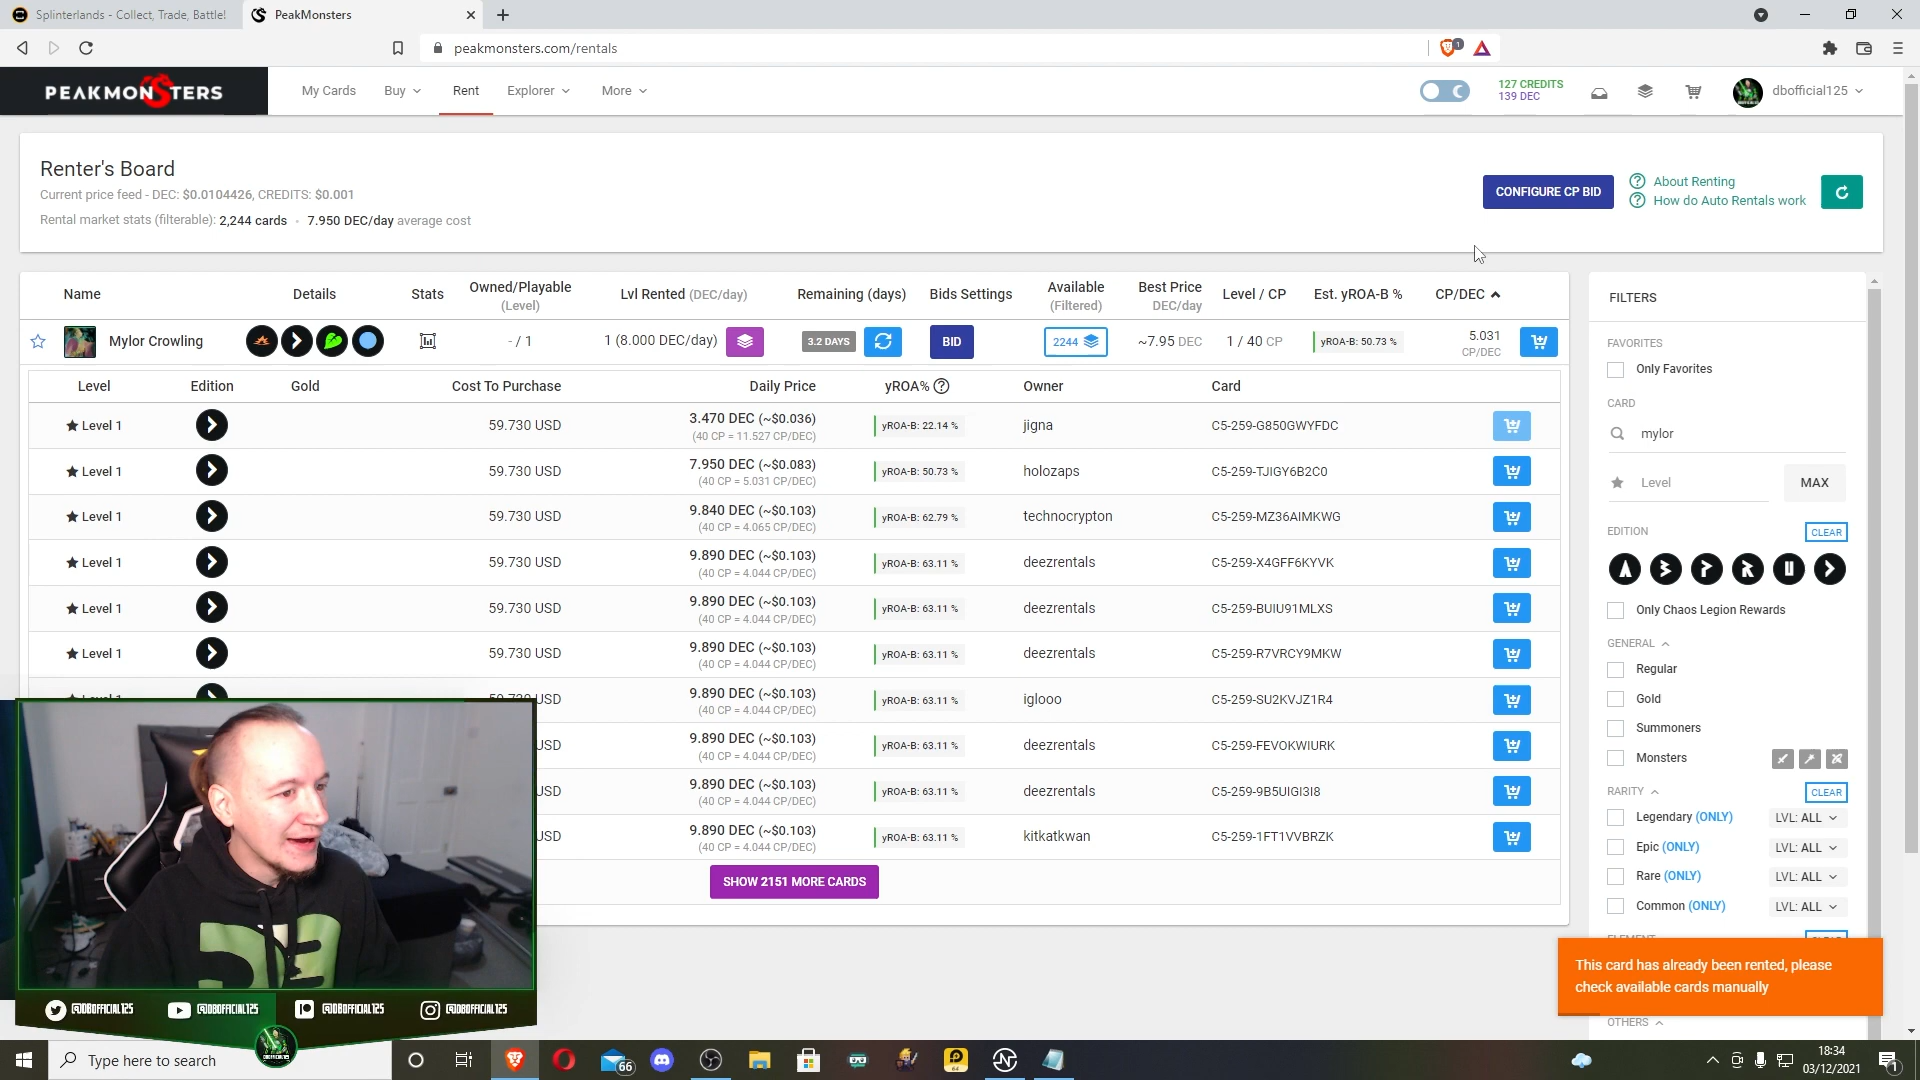 Splinterlands - Collect, Trade, Battle!
PeakMonsters
peakmonsters.com/rentals
1
PEAKMONSTERS
My Cards
Buy
Rent
Explorer
More
127 CREDITS
139 DEC
dbofficial125
Renter's Board
Current price feed - DEC: $0.0104426, CREDITS: $0.001
Rental market stats (filterable): 2,244 cards • 7.950 DEC/day average cost
CONFIGURE CP BID
About Renting
How do Auto Rentals work
Name
Details
Stats
Owned/Playable
(Level)
Lvl Rented (DEC/day)
Remaining (days)
Bids Settings
Available
(Filtered)
Best Price
DEC/day
Level / CP
Est. yROA-B %
CP/DEC
Mylor Crowling
- / 1
1 (8.000 DEC/day)
3.2 DAYS
BID
2244
~7.95 DEC
1 / 40 CP
yROA-B: 50.73 %
5.031
CP/DEC
Level Edition Gold Cost To Purchase Daily Price yROA% Owner Card
Level 1 59.730 USD 3.470 DEC (~$0.036) yROA-B: 22.14 % jigna C5-259-G850GWYFDC
(40 CP = 11.527 CP/DEC)
Level 1 59.730 USD 7.950 DEC (~$0.083) yROA-B: 50.73 % holozaps C5-259-TJIGY6B2C0
(40 CP = 5.031 CP/DEC)
Level 1 59.730 USD 9.840 DEC (~$0.103) yROA-B: 62.79 % technocrypton C5-259-MZ36AIMKWG
(40 CP = 4.065 CP/DEC)
Level 1 59.730 USD 9.890 DEC (~$0.103) yROA-B: 63.11 % deezrentals C5-259-X4GFF6KYVK
(40 CP = 4.044 CP/DEC)
Level 1 59.730 USD 9.890 DEC (~$0.103) yROA-B: 63.11 % deezrentals C5-259-BUIU91MLXS
(40 CP = 4.044 CP/DEC)
Level 1 59.730 USD 9.890 DEC (~$0.103) yROA-B: 63.11 % deezrentals C5-259-R7VRCY9MKW
(40 CP = 4.044 CP/DEC)
Level 1 59.730 USD 9.890 DEC (~$0.103) yROA-B: 63.11 % iglooo C5-259-SU2KVJZ1R4
(40 CP = 4.044 CP/DEC)
USD 9.890 DEC (~$0.103) yROA-B: 63.11 % deezrentals C5-259-FEVOKWIURK
(40 CP = 4.044 CP/DEC)
USD 9.890 DEC (~$0.103) yROA-B: 63.11 % deezrentals C5-259-9B5UIGI3I8
(40 CP = 4.044 CP/DEC)
USD 9.890 DEC (~$0.103) yROA-B: 63.11 % kitkatkwan C5-259-1FT1VVBRZK
(40 CP = 4.044 CP/DEC)
SHOW 2151 MORE CARDS
FILTERS
FAVORITES
Only Favorites
CARD
mylor
Level
MAX
EDITION
CLEAR
Only Chaos Legion Rewards
GENERAL
Regular
Gold
Summoners
Monsters
RARITY
CLEAR
Legendary (ONLY) LVL: ALL
Epic (ONLY) LVL: ALL
Rare (ONLY) LVL: ALL
Common (ONLY) LVL: ALL
ELEMENT
CLEAR
This card has already been rented, please
check available cards manually
OTHERS
@DBOFFICIAL125
@DBOFFICIAL125
@DBOFFICIAL125
@DBOFFICIAL125
Type here to search
66
64
18:34
03/12/2021
1